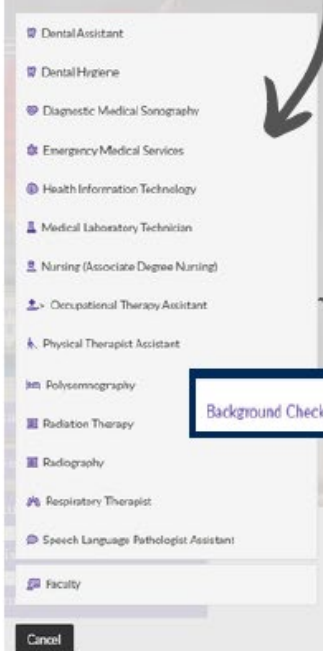 Dental Assistant
Dental Hygiene
Diagnostic Medical Sonography
Emergency Medical Services
Health Information Technology
Medical Laboratory Technician
Nursing (Associate Degree Nursing)
Occupational Therapy Assistant
Physical Therapist Assistant
Polysomnography
Background Check
Radiation Therapy
Radiography
Respiratory Therapist
Speech Language Pathologist Assistant
Faculty
Cancel